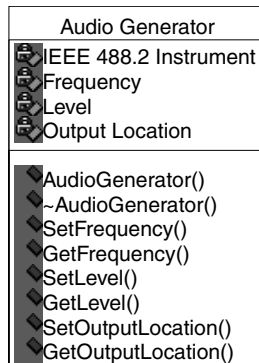 Audio Generator
IEEE 488.2 Instrument
Frequency
Level
Output Location
AudioGenerator()
~AudioGenerator()
SetFrequency()
GetFrequency()
SetLevel()
GetLevel()
SetOutputLocation()
GetOutputLocation()